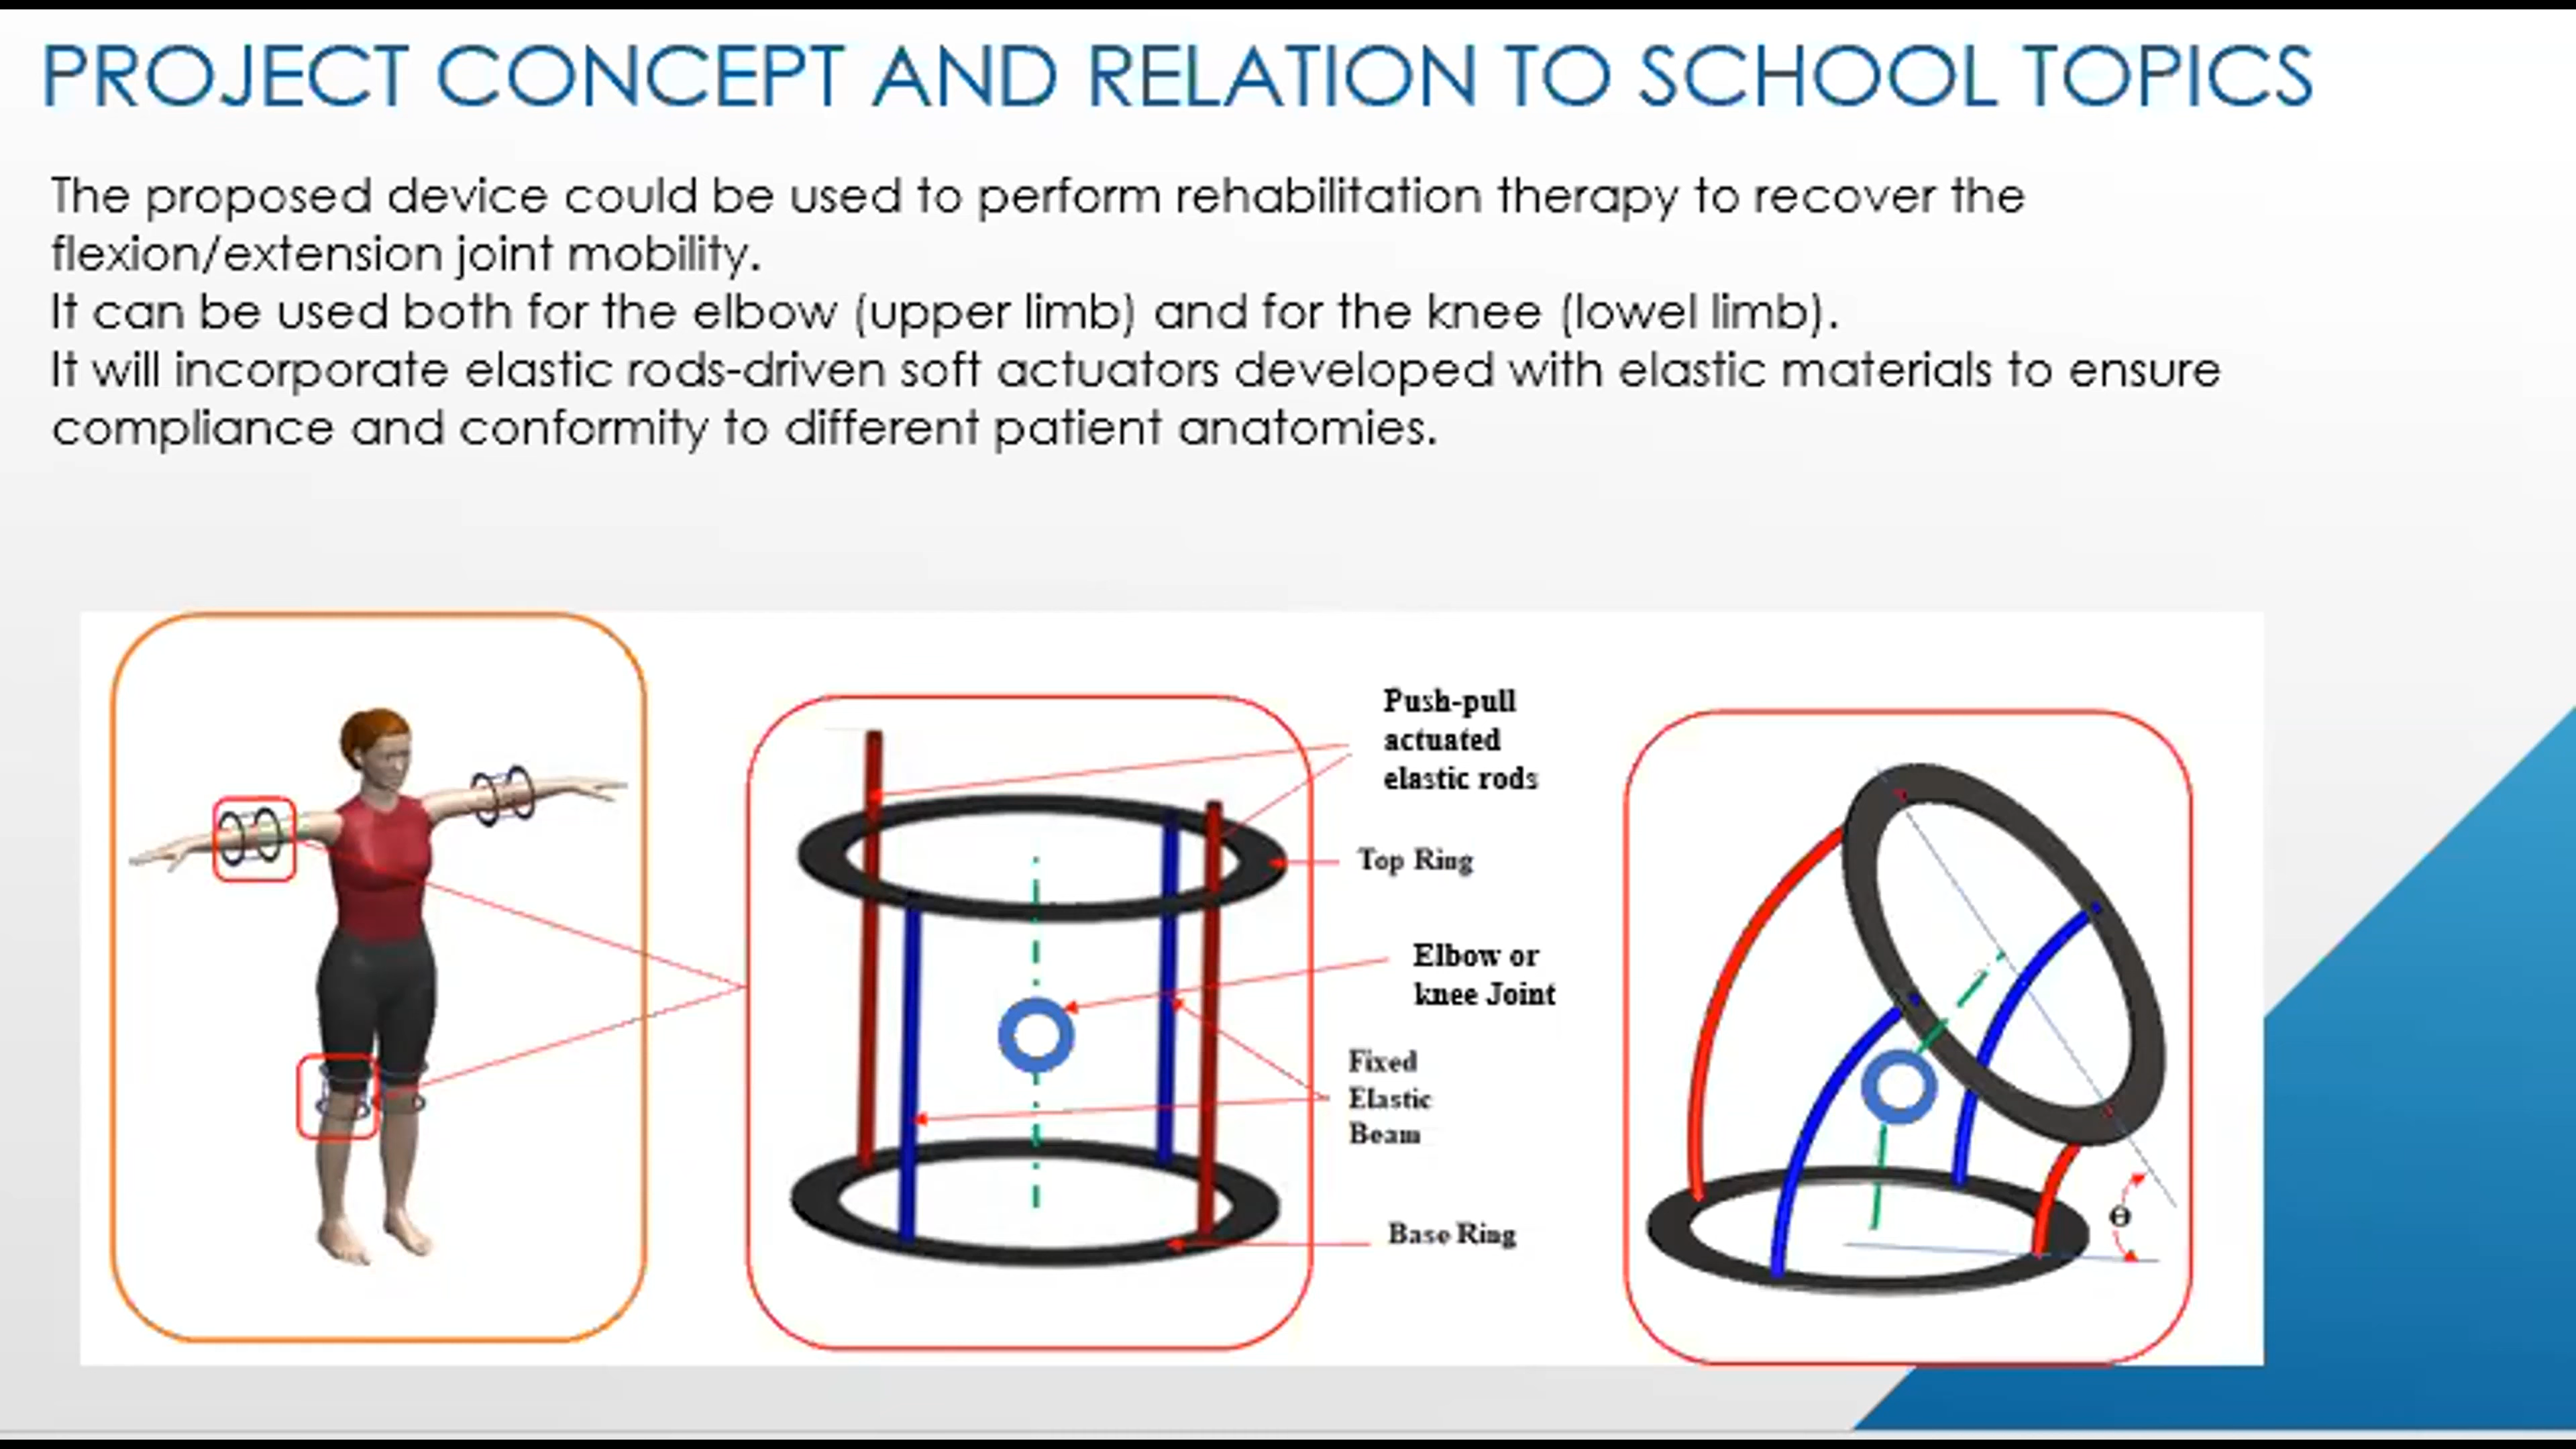 PROJECT CONCEPT AND RELATION TO SCHOOL TOPICS
The proposed device could be used to perform rehabilitation therapy to recover the
flexion/extension joint mobility.
It can be used both for the elbow (upper limb) and for the knee (lowel limb).
It will incorporate elastic rods-driven soft actuators developed with elastic materials to ensure
compliance and conformity to different patient anatomies.
Push-pull
actuated
elastic rods
Top Ring
Elbow or
knee Joint
Fixed
Elastic
Beam
Base Ring
Θ